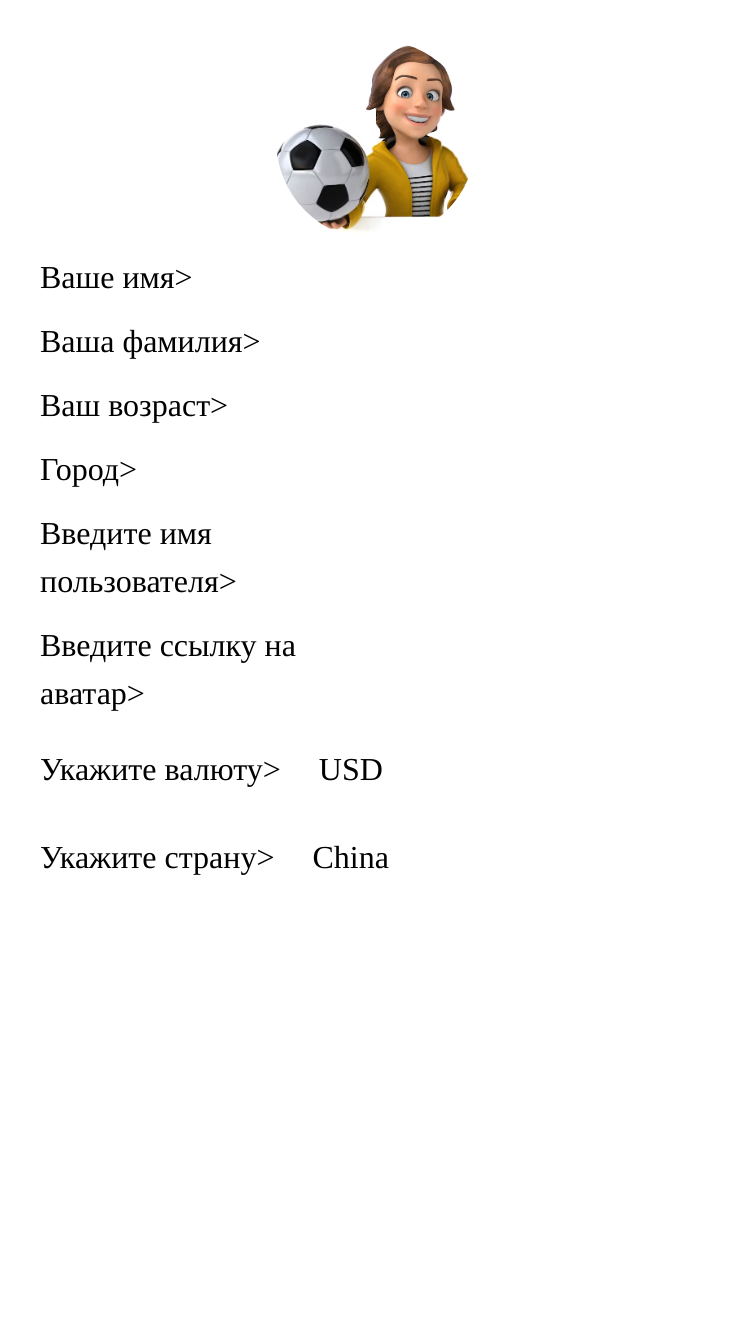 Ваше имя>
Ваша фамилия>
Ваш возраст>
Город>
Введите имя
пользователя>
Введите ссылку на
аватар>
Укажите валюту> USD
Укажите страну> China